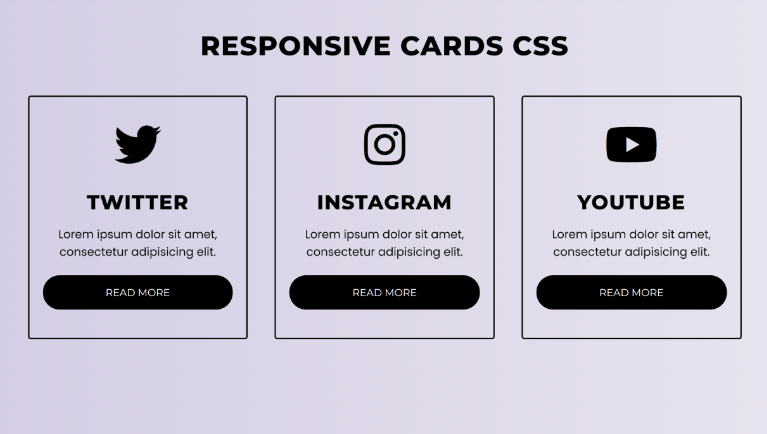 RESPONSIVE CARDS CSS
TWITTER
Lorem ipsum dolor sit amet,
consectetur adipisicing elit.
READ MORE
INSTAGRAM
Lorem ipsum dolor sit amet,
consectetur adipisicing elit.
READ MORE
YOUTUBE
Lorem ipsum dolor sit amet,
consectetur adipisicing elit.
READ MORE